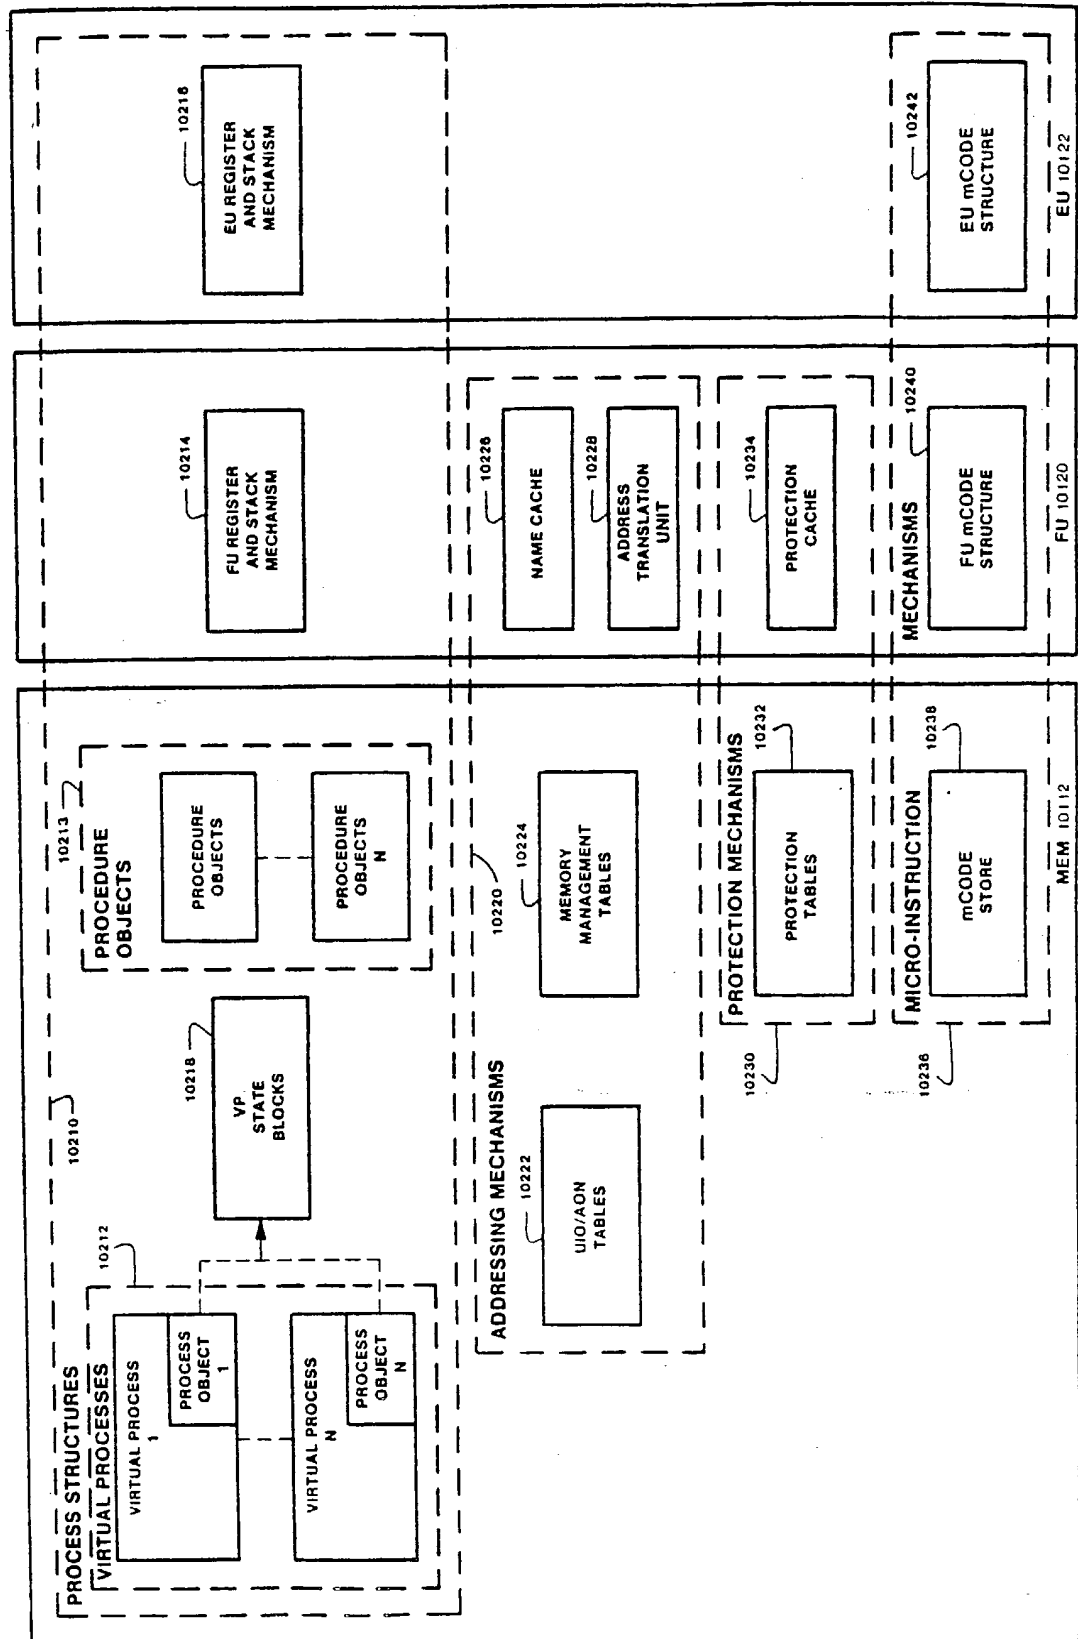 PROCESS STRUCTURES
VIRTUAL PROCESSES
VIRTUAL PROCESS
1
PROCESS
OBJECT
1
VIRTUAL PROCESS
N
PROCESS
OBJECT
N
10212
10210
VP
STATE
BLOCKS
10218
PROCEDURE
OBJECTS
10213
PROCEDURE
OBJECTS
PROCEDURE
OBJECTS
N
FU REGISTER
AND STACK
MECHANISM
10214
EU REGISTER
AND STACK
MECHANISM
10216
ADDRESSING MECHANISMS
10220
UIO/AON
TABLES
10222
MEMORY
MANAGEMENT
TABLES
10224
NAME CACHE
10226
ADDRESS
TRANSLATION
UNIT
10228
PROTECTION MECHANISMS
10230
PROTECTION
TABLES
10232
PROTECTION
CACHE
10234
MICRO-INSTRUCTION MECHANISMS
10236
mCODE
STORE
10238
FU mCODE
STRUCTURE
10240
EU mCODE
STRUCTURE
10242
MEM 10112
FU 10120
EU 10122